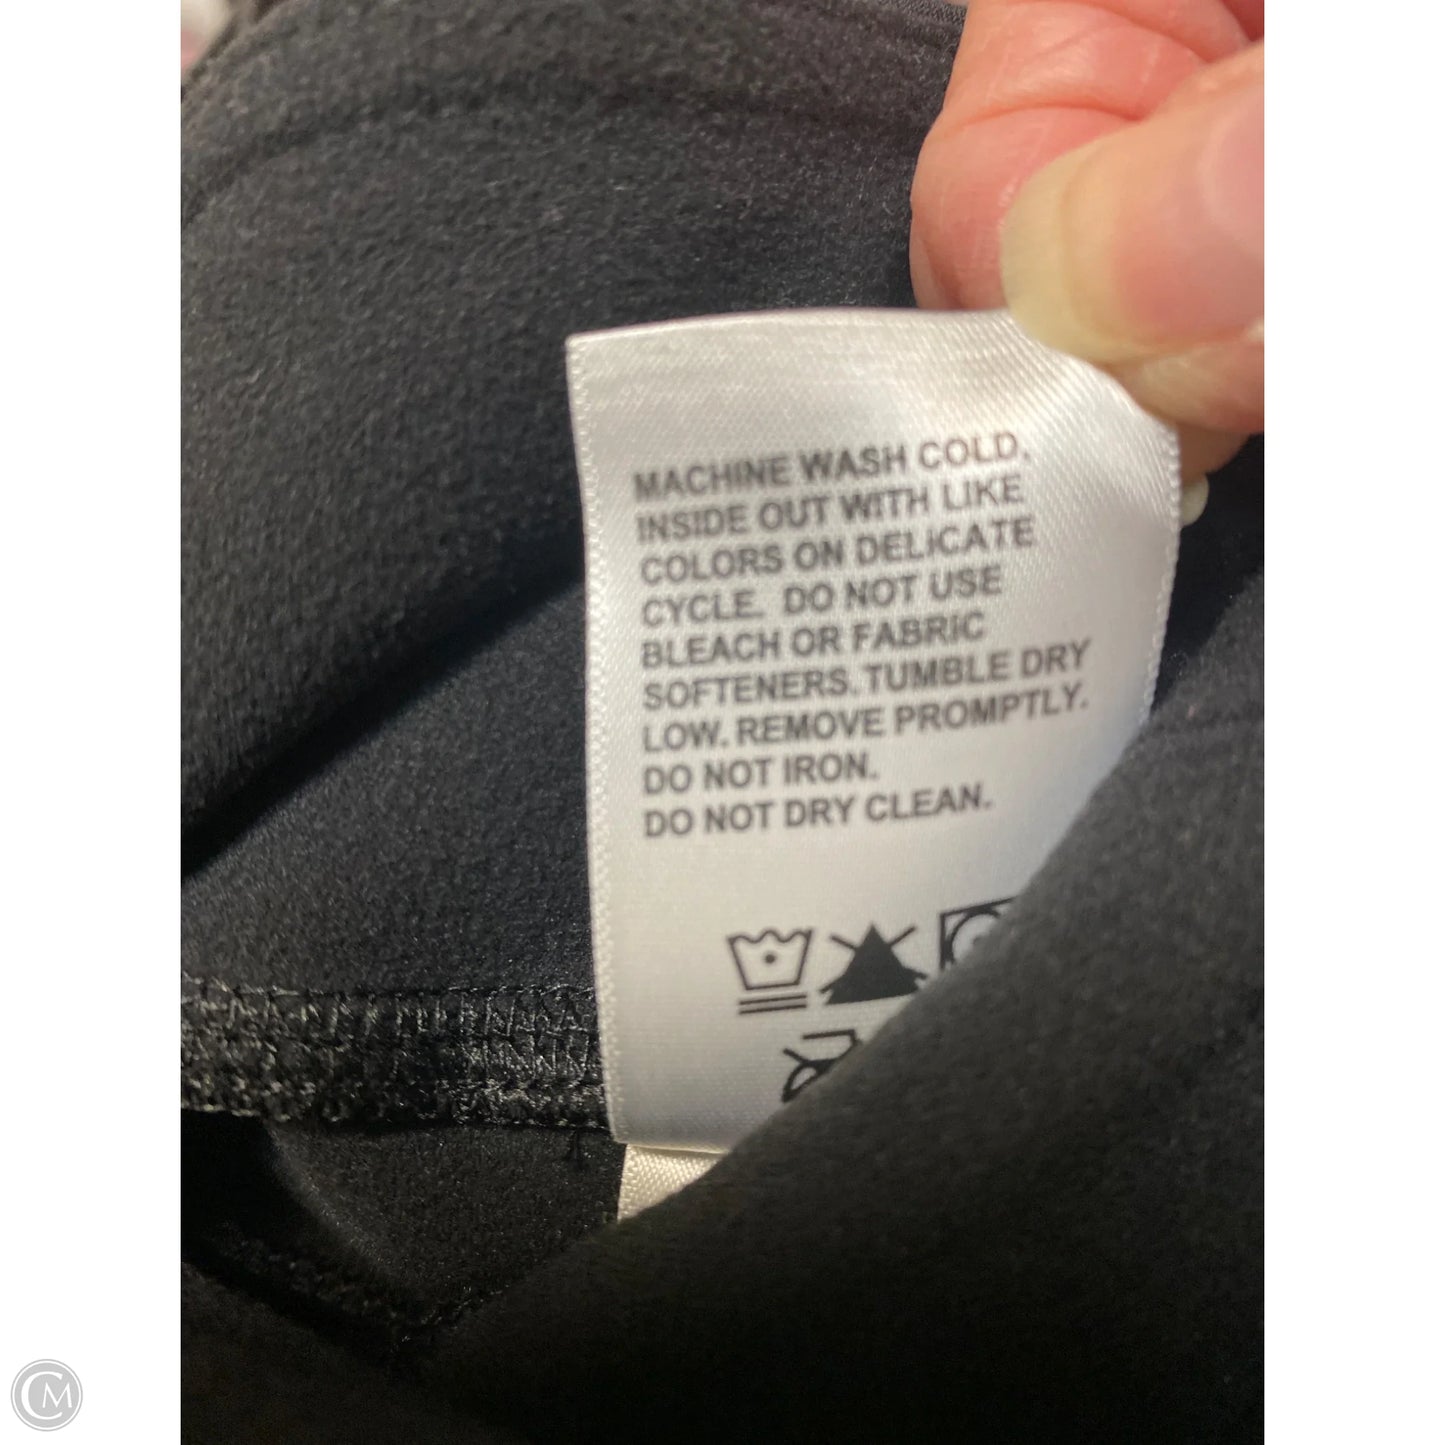 MACHINE WASH COLD.
INSIDE OUT WITH LIKE
COLORS ON DELICATE
CYCLE. DO NOT USE
BLEACH OR FABRIC
SOFTENERS. TUMBLE DRY
LOW. REMOVE PROMPTLY.
DO NOT IRON.
DO NOT DRY CLEAN.
CM